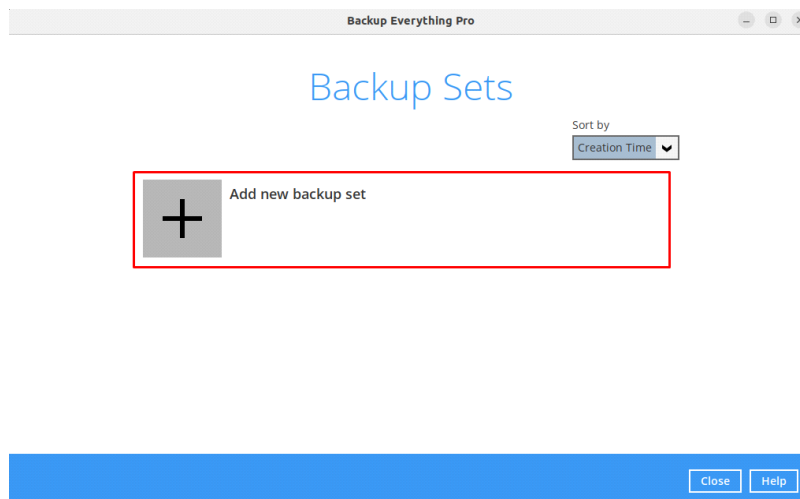 Backup Everything Pro
Backup Sets
Sort by
Creation Time
Add new backup set
Close
Help